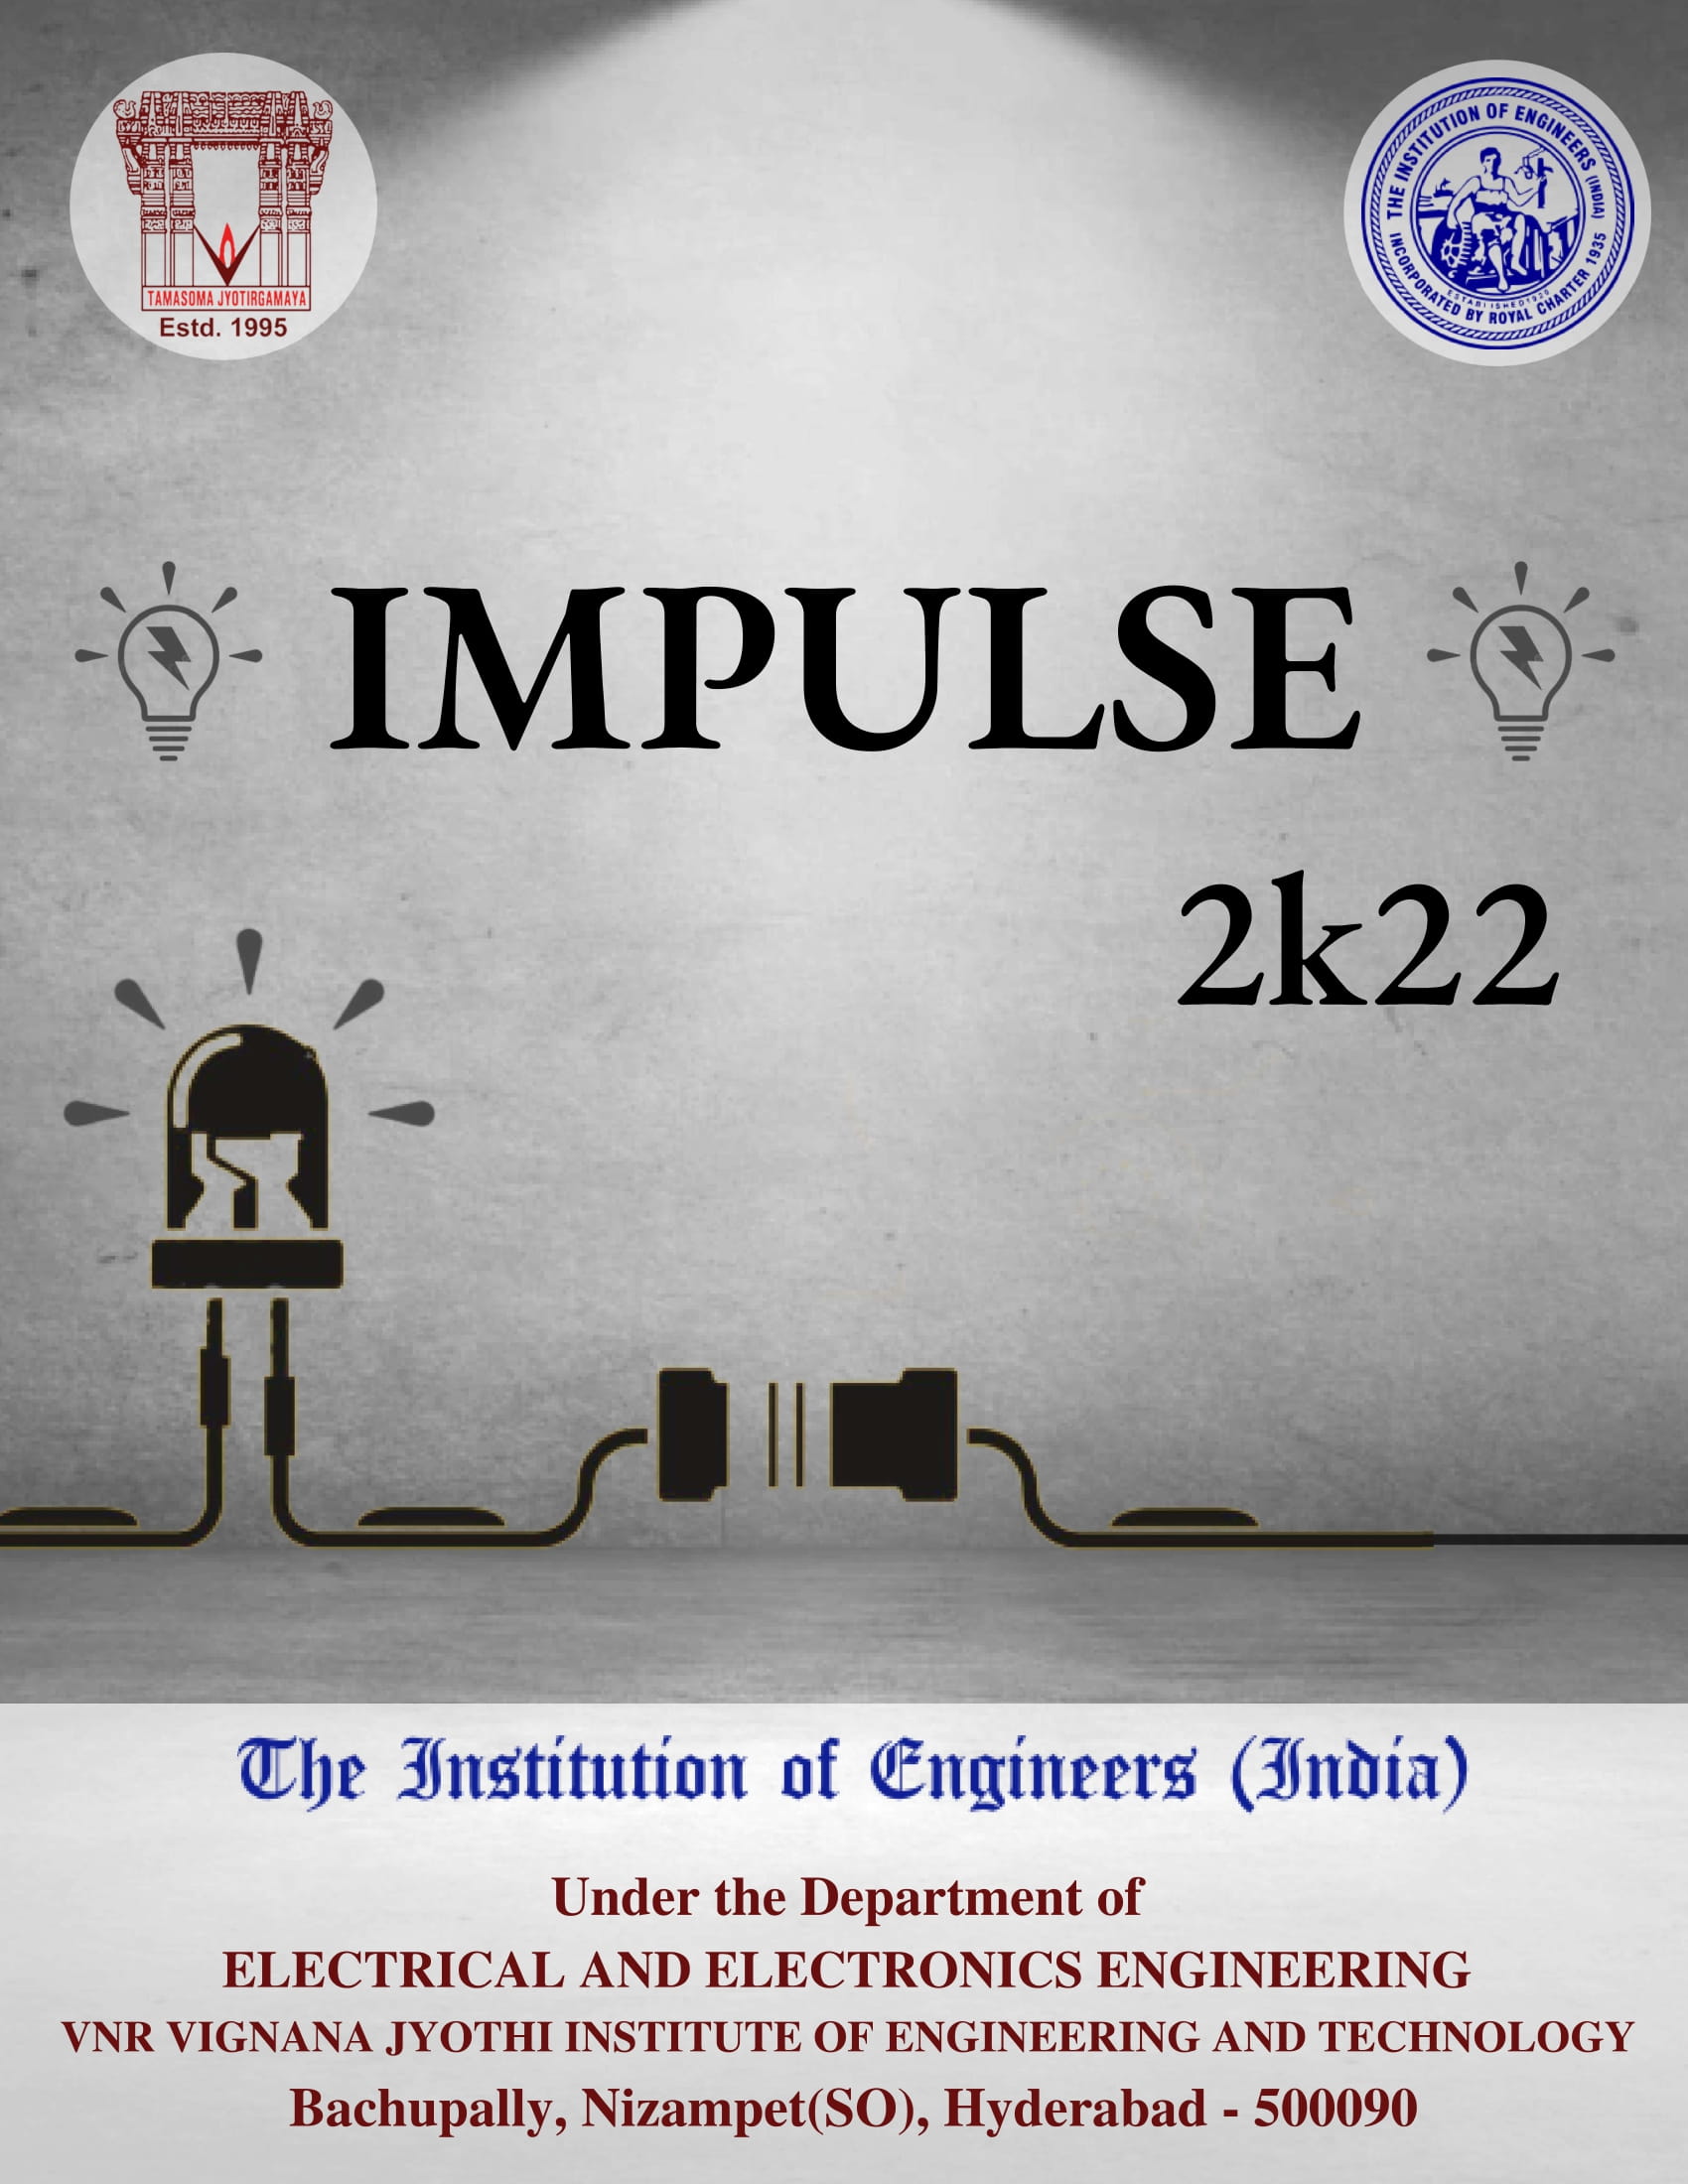 TAMASOMA JYOTIRGAMAYA
Estd. 1995
THE INSTITUTION OF ENGINEERS (INDIA)
INCORPORATED BY ROYAL CHARTER 1935
ESTABLISHED 1920
IMPULSE
2k22
The Institution of Engineers (India)
Under the Department of
ELECTRICAL AND ELECTRONICS ENGINEERING
VNR VIGNANA JYOTHI INSTITUTE OF ENGINEERING AND TECHNOLOGY
Bachupally, Nizampet(SO), Hyderabad - 500090